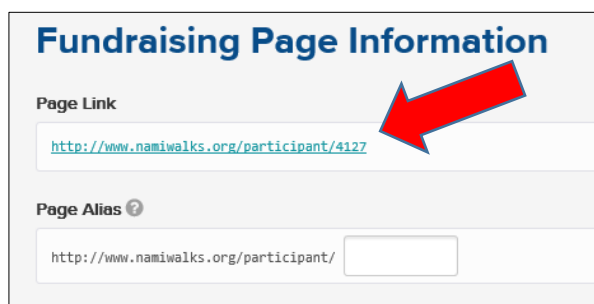 Fundraising Page Information
Page Link
http://www.namiwalks.org/participant/4127
Page Alias ?
http://www.namiwalks.org/participant/